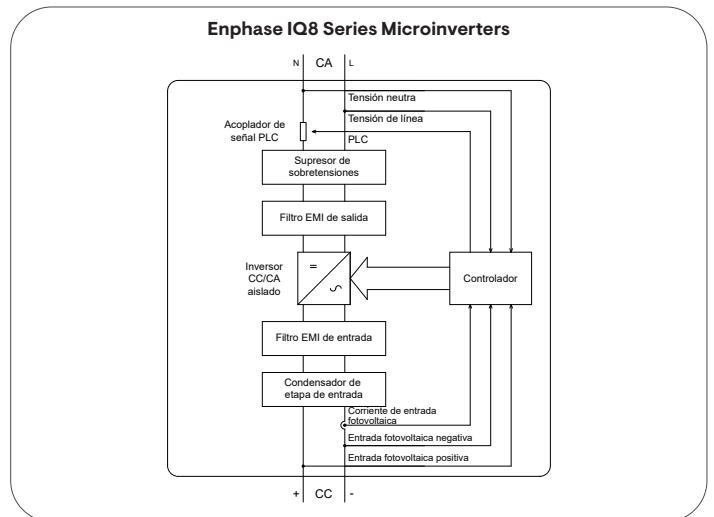 Enphase IQ8 Series Microinverters
N CA L
Tensión neutra
Tensión de línea
Acoplador de
señal PLC
PLC
Supresor de
sobretensiones
Filtro EMI de salida
Inversor
CC/CA
aislado
=
Controlador
Filtro EMI de entrada
Condensador de
etapa de entrada
Corriente de entrada
fotovoltaica
Entrada fotovoltaica negativa
Entrada fotovoltaica positiva
+ CC -